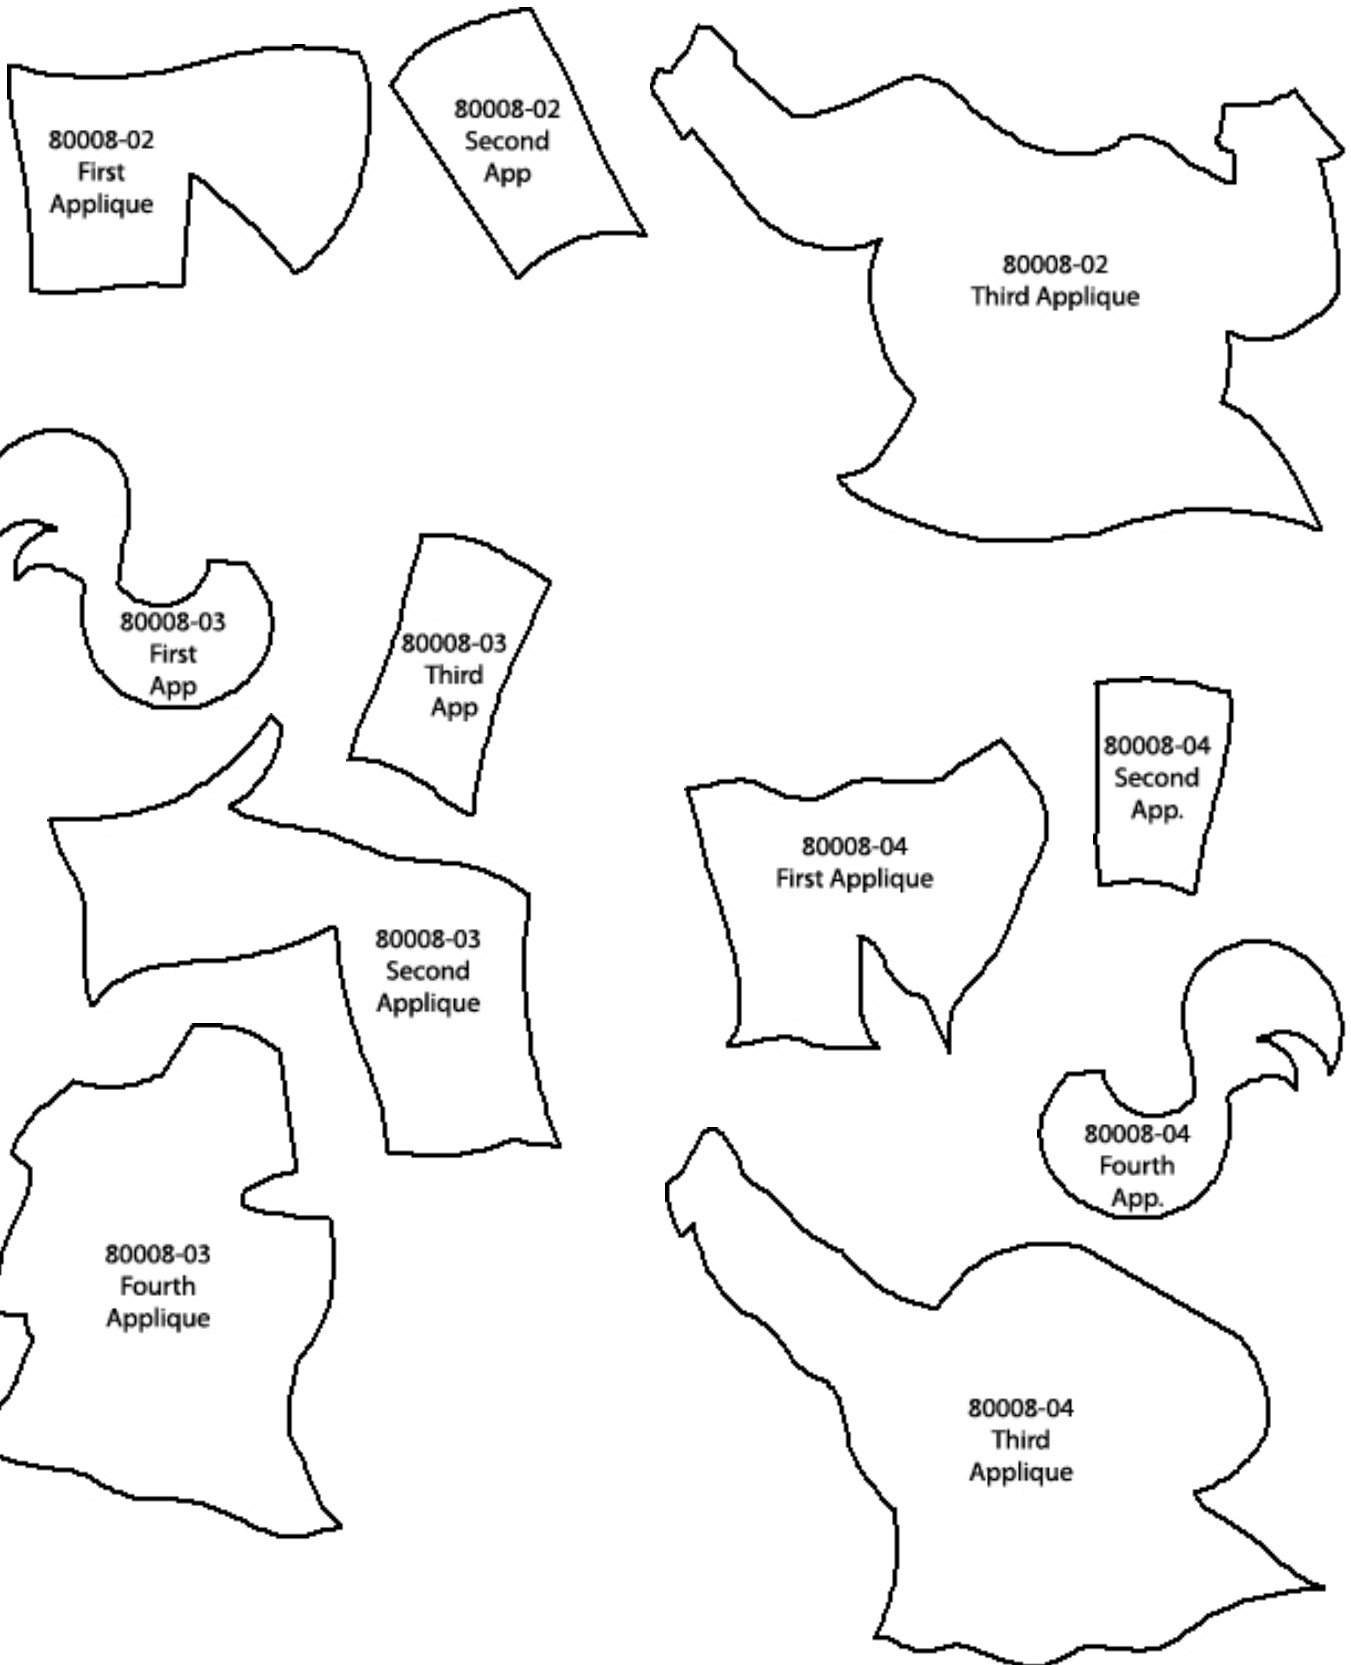 80008-02
First
Applique
80008-02
Second
App
80008-02
Third Applique
80008-03
First
App
80008-03
Third
App
80008-04
Second
App.
80008-04
First Applique
80008-03
Second
Applique
80008-04
Fourth
App.
80008-03
Fourth
Applique
80008-04
Third
Applique